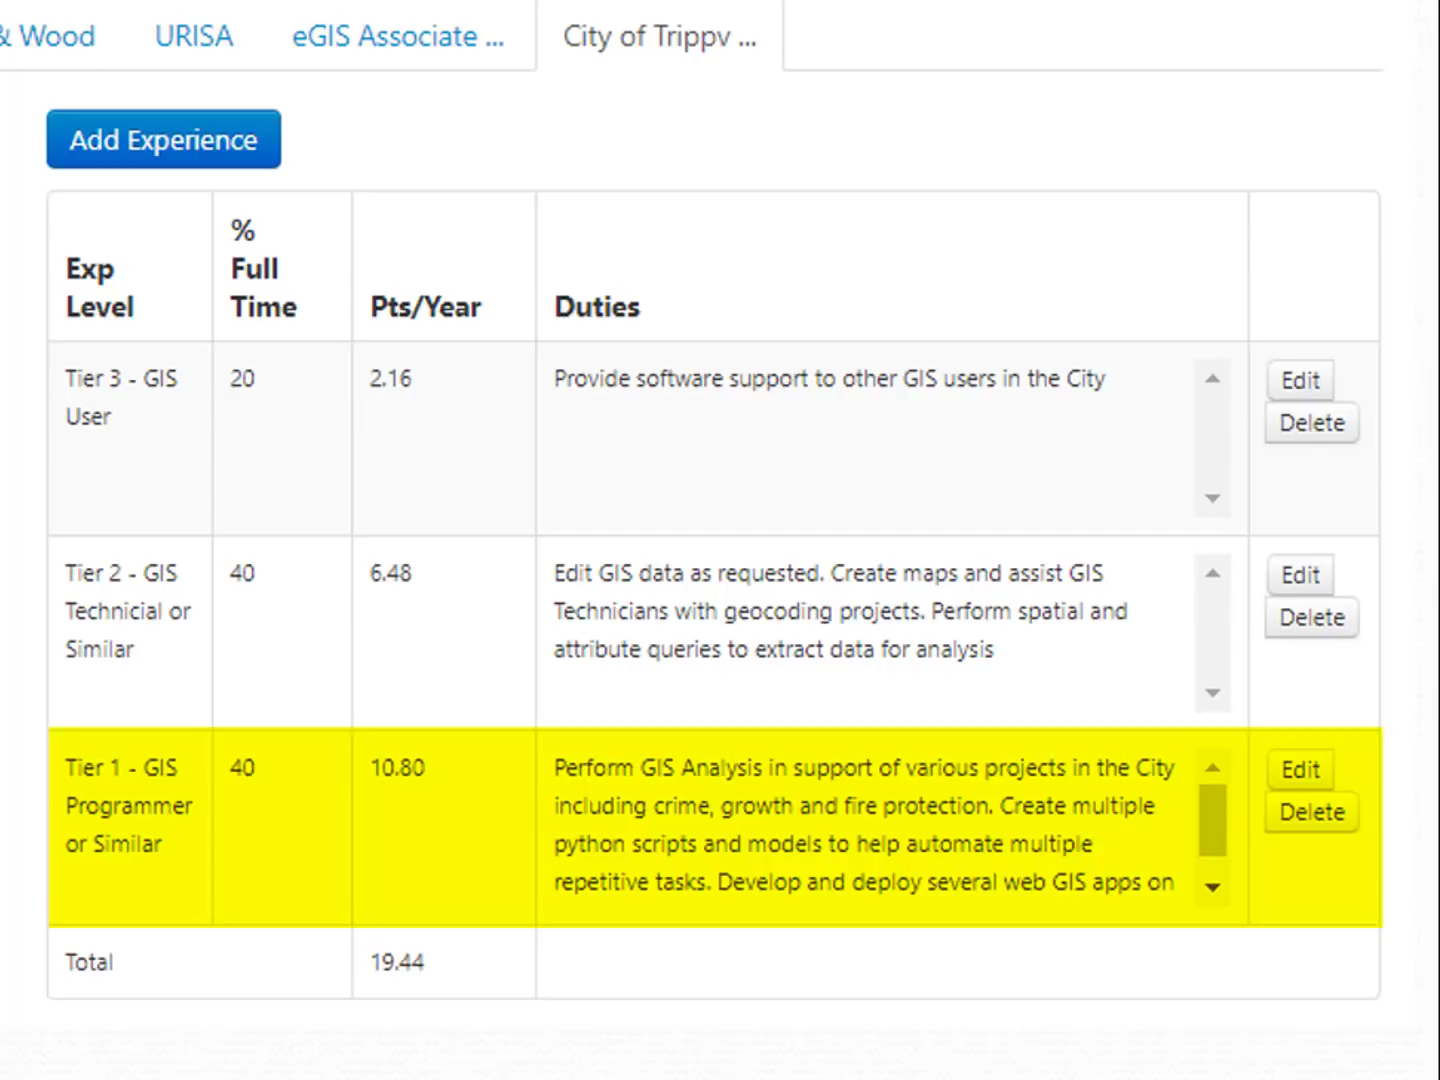 & Wood URISA eGIS Associate ... City of Trippv ...
Add Experience
Exp Level % Full Time Pts/Year Duties
Tier 3 - GIS User 20 2.16 Provide software support to other GIS users in the City Edit Delete
Tier 2 - GIS Technicial or Similar 40 6.48 Edit GIS data as requested. Create maps and assist GIS Technicians with geocoding projects. Perform spatial and attribute queries to extract data for analysis Edit Delete
Tier 1 - GIS Programmer or Similar 40 10.80 Perform GIS Analysis in support of various projects in the City including crime, growth and fire protection. Create multiple python scripts and models to help automate multiple repetitive tasks. Develop and deploy several web GIS apps on Edit Delete
Total 19.44